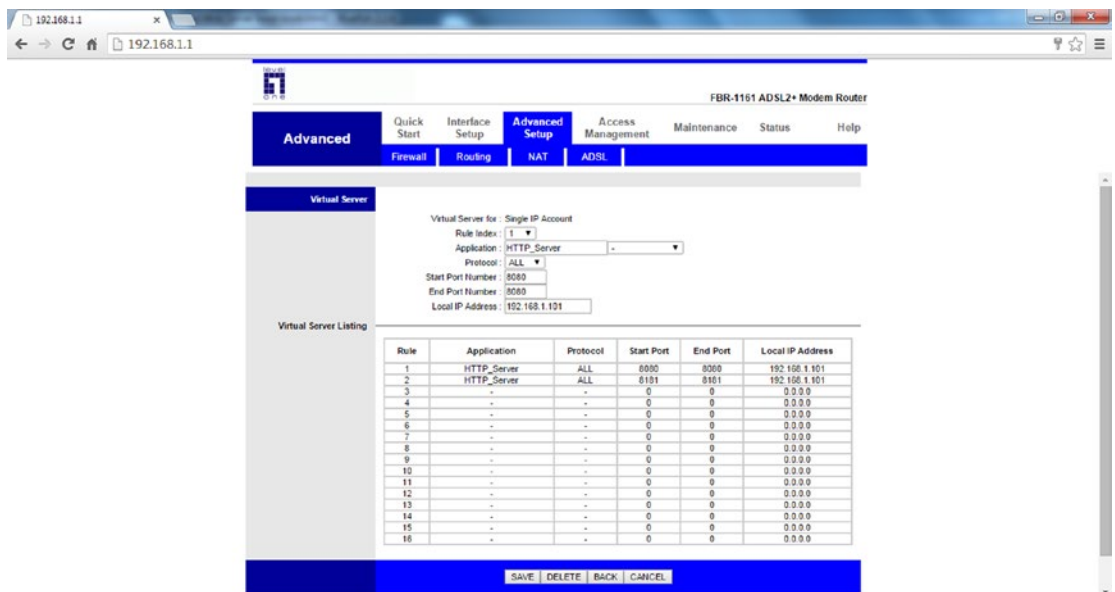 192.168.1.1
192.168.1.1
level
one
FBR-1161 ADSL2+ Modem Router
Advanced
Quick Start
Interface Setup
Advanced Setup
Access Management
Maintenance
Status
Help
Firewall
Routing
NAT
ADSL
Virtual Server
Virtual Server for : Single IP Account
Rule Index : 1
Application : HTTP_Server -
Protocol : ALL
Start Port Number : 8080
End Port Number : 8080
Local IP Address : 192.168.1.101
Virtual Server Listing
Rule Application Protocol Start Port End Port Local IP Address
1 HTTP_Server ALL 8080 8080 192.168.1.101
2 HTTP_Server ALL 8181 8181 192.168.1.101
3 - - 0 0 0.0.0.0
4 - - 0 0 0.0.0.0
5 - - 0 0 0.0.0.0
6 - - 0 0 0.0.0.0
7 - - 0 0 0.0.0.0
8 - - 0 0 0.0.0.0
9 - - 0 0 0.0.0.0
10 - - 0 0 0.0.0.0
11 - - 0 0 0.0.0.0
12 - - 0 0 0.0.0.0
13 - - 0 0 0.0.0.0
14 - - 0 0 0.0.0.0
15 - - 0 0 0.0.0.0
16 - - 0 0 0.0.0.0
SAVE DELETE BACK CANCEL